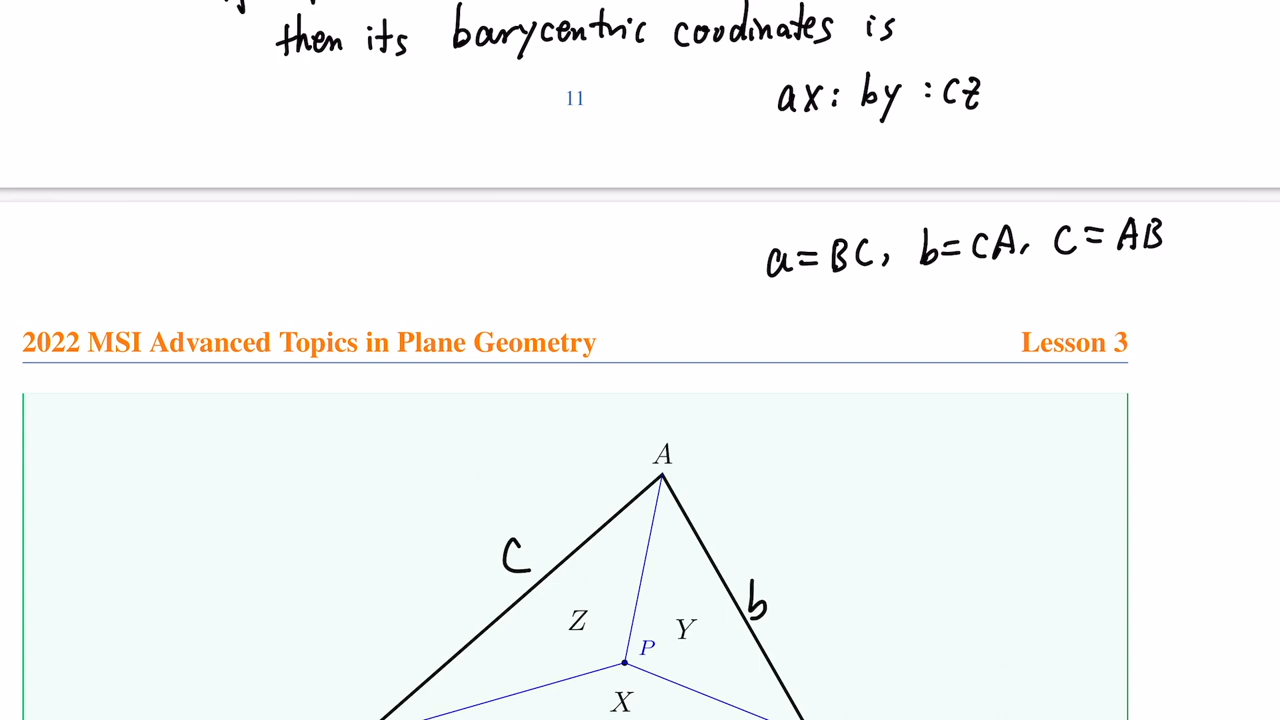 then its barycentric coodinates is
ax : by : cz
11
a = BC, b = CA, C = AB
2022 MSI Advanced Topics in Plane Geometry Lesson 3
A
C
b
Z
Y
P
X